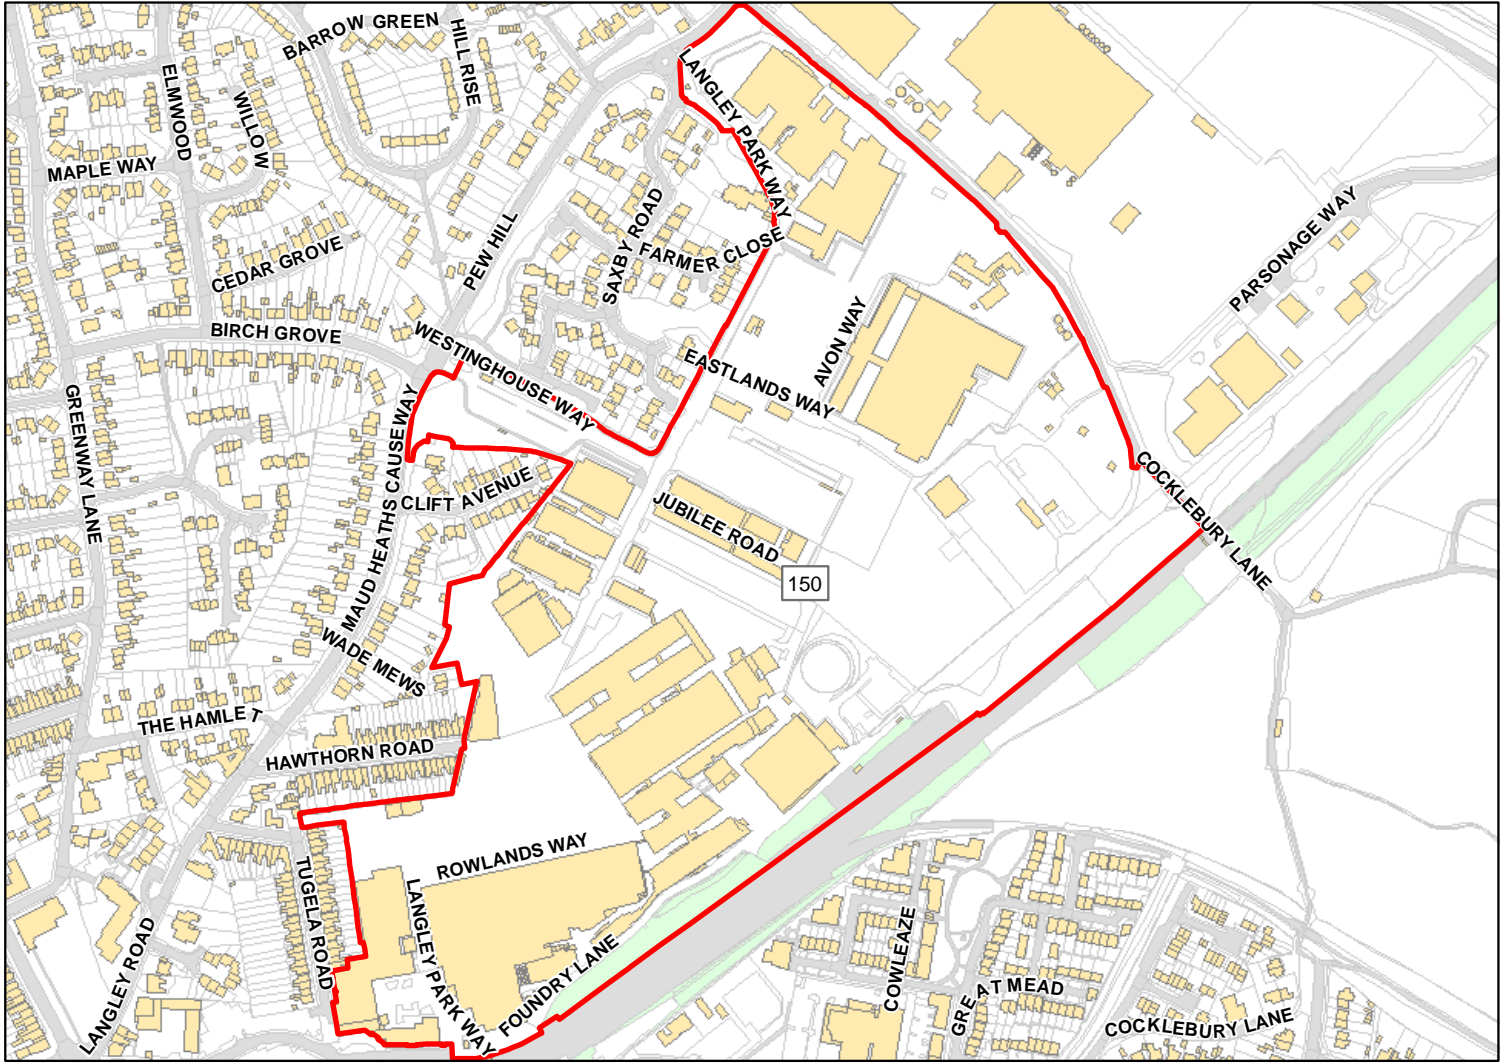 BARROW GREEN
HILL RISE
ELMWOOD
WILLOW
LANGLEY PARK WAY
MAPLE WAY
PEW HILL
SAXBY ROAD
FARMER CLOSE
CEDAR GROVE
PARSONAGE WAY
BIRCH GROVE
WESTINGHOUSE WAY
AVON WAY
EASTLANDS WAY
GREENWAY LANE
MAUD HEATHS CAUSEWAY
CLIFT AVENUE
JUBILEE ROAD
COCKLEBURY LANE
150
WADE MEWS
THE HAMLET
HAWTHORN ROAD
ROWLANDS WAY
TUGELA ROAD
LANGLEY PARK WAY
LANGLEY ROAD
FOUNDRY LANE
COWLEAZE
GREAT MEAD
COCKLEBURY LANE